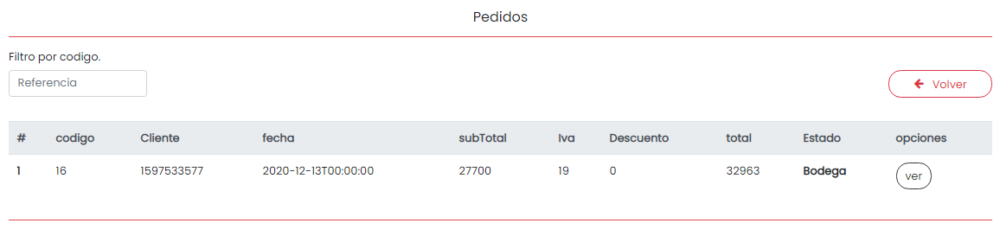 Pedidos
Filtro por codigo.
Referencia
Volver
# codigo Cliente fecha subTotal Iva Descuento total Estado opciones
1 16 1597533577 2020-12-13T00:00:00 27700 19 0 32963 Bodega ver